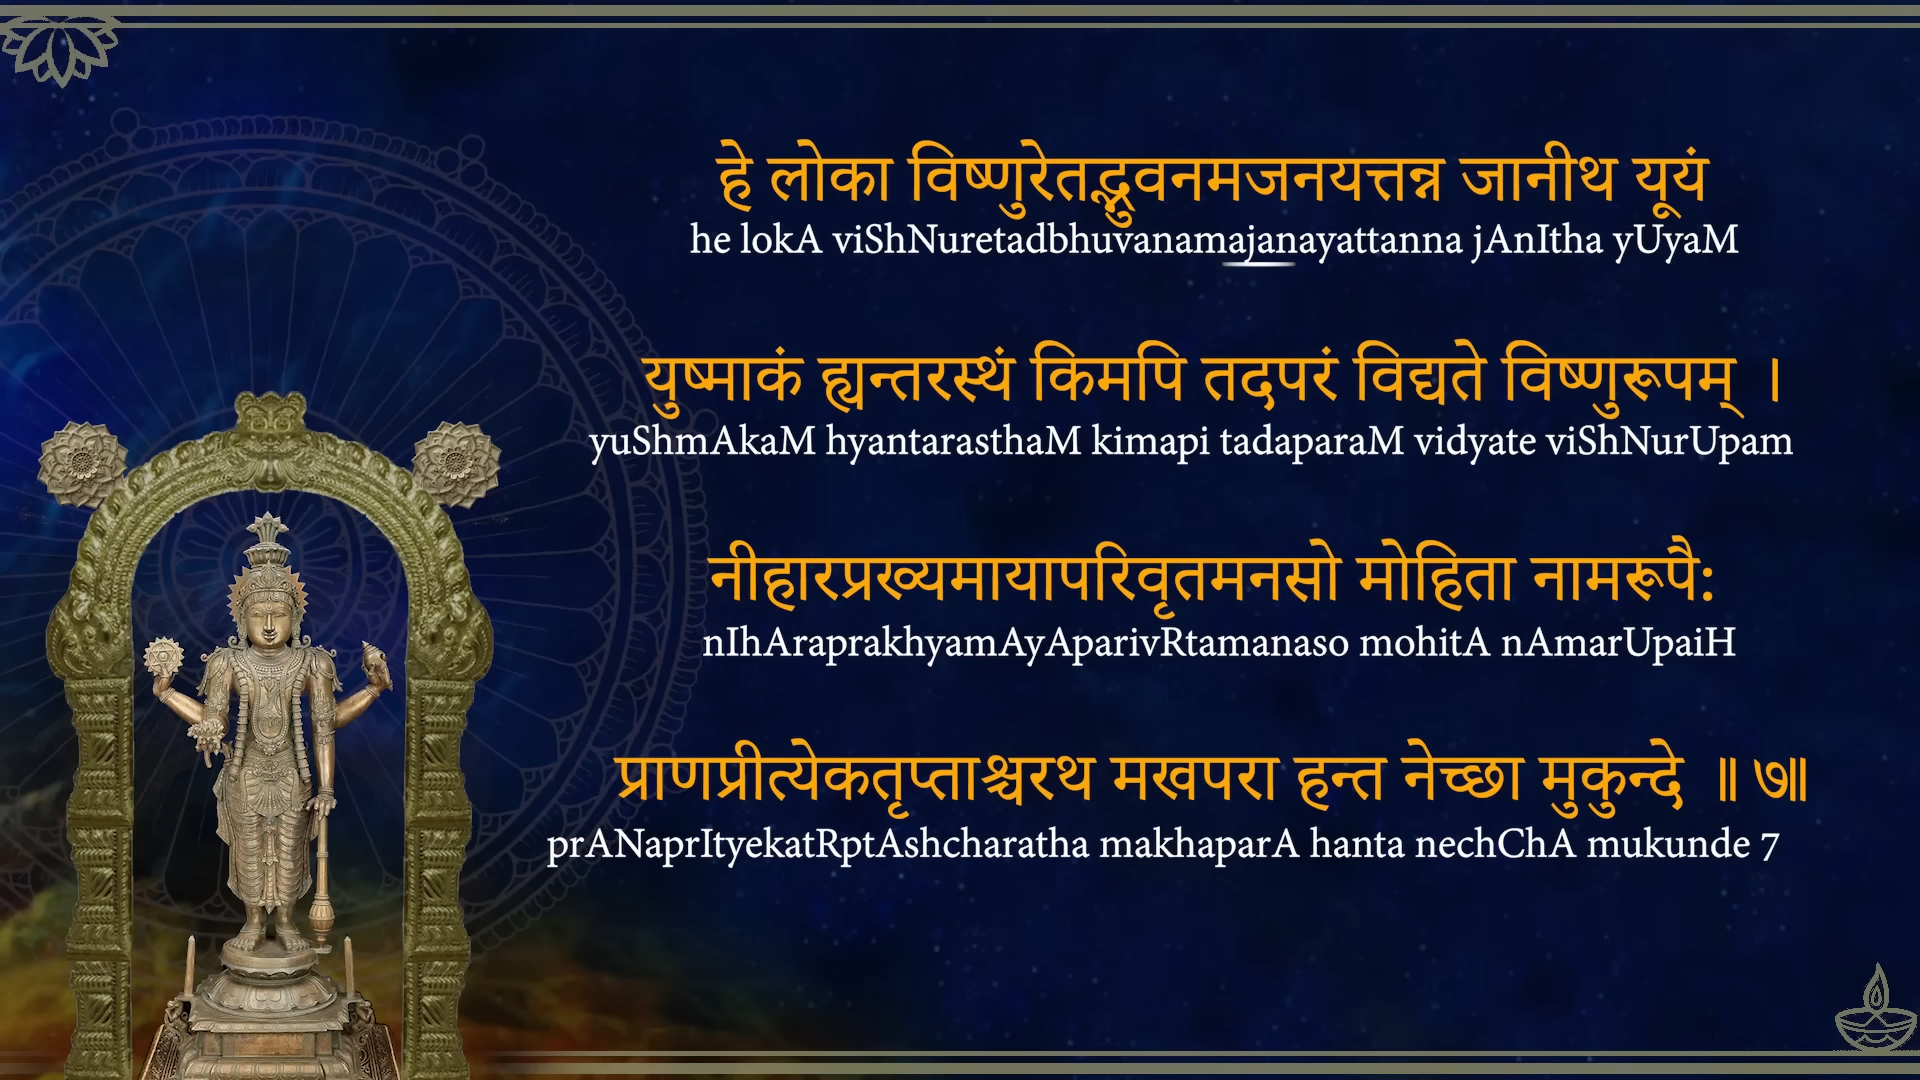 हे लोका विष्णुरेतद्भुवनमजनयत्तन्न जानीथ यूयं
he lokA viShNuretadbhuvanamajanayattanna jAnItha yUyaM
युष्माकं ह्यन्तरस्थं किमपि तदपरं विद्यते विष्णुरूपम् ।
yuShmAkaM hyantarasthaM kimapi tadaparaM vidyate viShNurUpam
नीहारप्रख्यमायापरिवृतमनसो मोहिता नामरूपै:
nIhAraprakhyamAyAparivRtamanaso mohitA nAmarUpaiH
प्राणप्रीत्येकतृप्ताश्चरथ मखपरा हन्त नेच्छा मुकुन्दे ॥ ७॥
prANaprItyekatRptAshcharatha makhaparA hanta nechChA mukunde 7